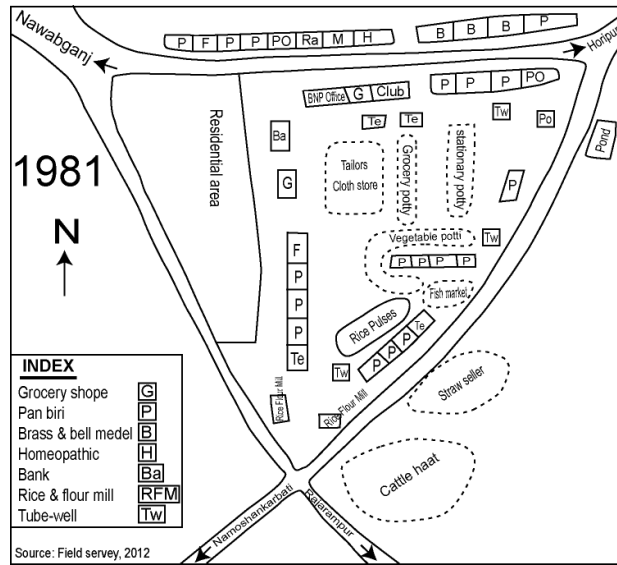 Nawabganj
P F P P PO Ra M H
B B B P
Horipur
P P P PO
BNP Office G Club
Te Te
Tw
Po
Pond
Ba
Residential area
1981
N
Tailors
Cloth store
Grocery potty
stationary potty
G
P
Vegetable potti
Tw
P P P P
Fish market
F
P
P
P
Te
Rice Pulses
P P P Te
Tw
Rice Flour Mill
Rice Flour Mill
Straw seller
Cattle haat
Namoshankarbati
Rajarampur
INDEX
Grocery shope G
Pan biri P
Brass & bell medel B
Homeopathic H
Bank Ba
Rice & flour mill RFM
Tube-well Tw
Source: Field servey, 2012